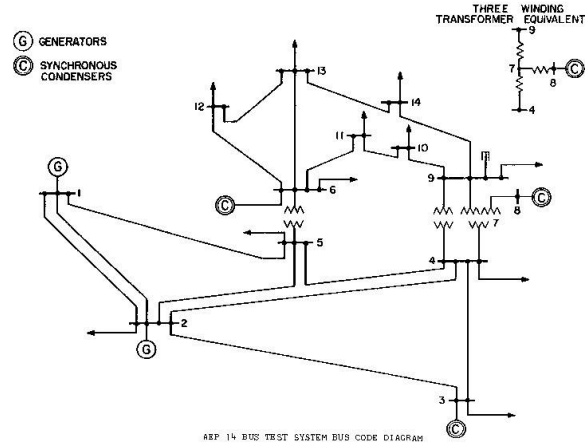 THREE WINDING
TRANSFORMER EQUIVALENT
9
7
8
C
4
G GENERATORS
C SYNCHRONOUS
CONDENSERS
13
14
12
11
10
9
C
6
8
C
7
G
1
5
4
2
G
3
C
AEP 14 BUS TEST SYSTEM BUS CODE DIAGRAM